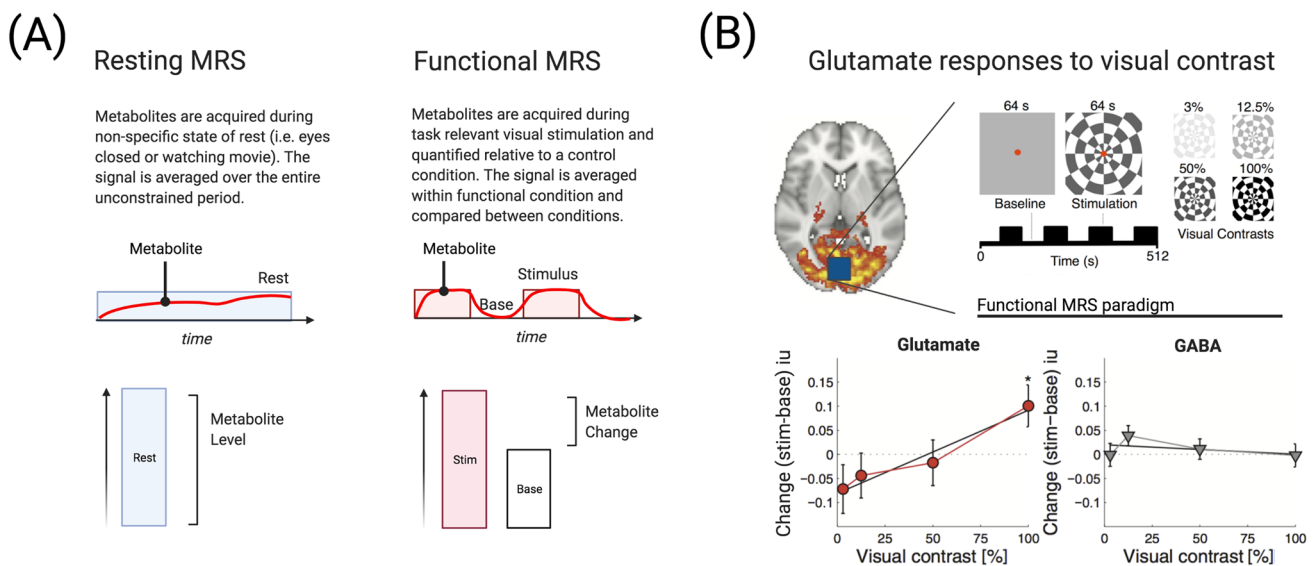 (A)
Resting MRS
Metabolites are acquired during
non-specific state of rest (i.e. eyes
closed or watching movie). The
signal is averaged over the entire
unconstrained period.
Metabolite
Rest
time
Rest
Metabolite
Level
Functional MRS
Metabolites are acquired during
task relevant visual stimulation and
quantified relative to a control
condition. The signal is averaged
within functional condition and
compared between conditions.
Metabolite
Stimulus
Base
time
Stim
Base
Metabolite
Change
(B)
Glutamate responses to visual contrast
64 s
64 s
Baseline
Stimulation
0
Time (s)
512
3%
12.5%
50%
100%
Visual Contrasts
Functional MRS paradigm
Glutamate
Change (stim-base) iu
0.15
0.1
0.05
0
−0.05
−0.1
*
0
25
50
75
100
Visual contrast [%]
GABA
Change (stim−base) iu
0.15
0.1
0.05
0
−0.05
−0.1
0
25
50
75
100
Visual contrast [%]